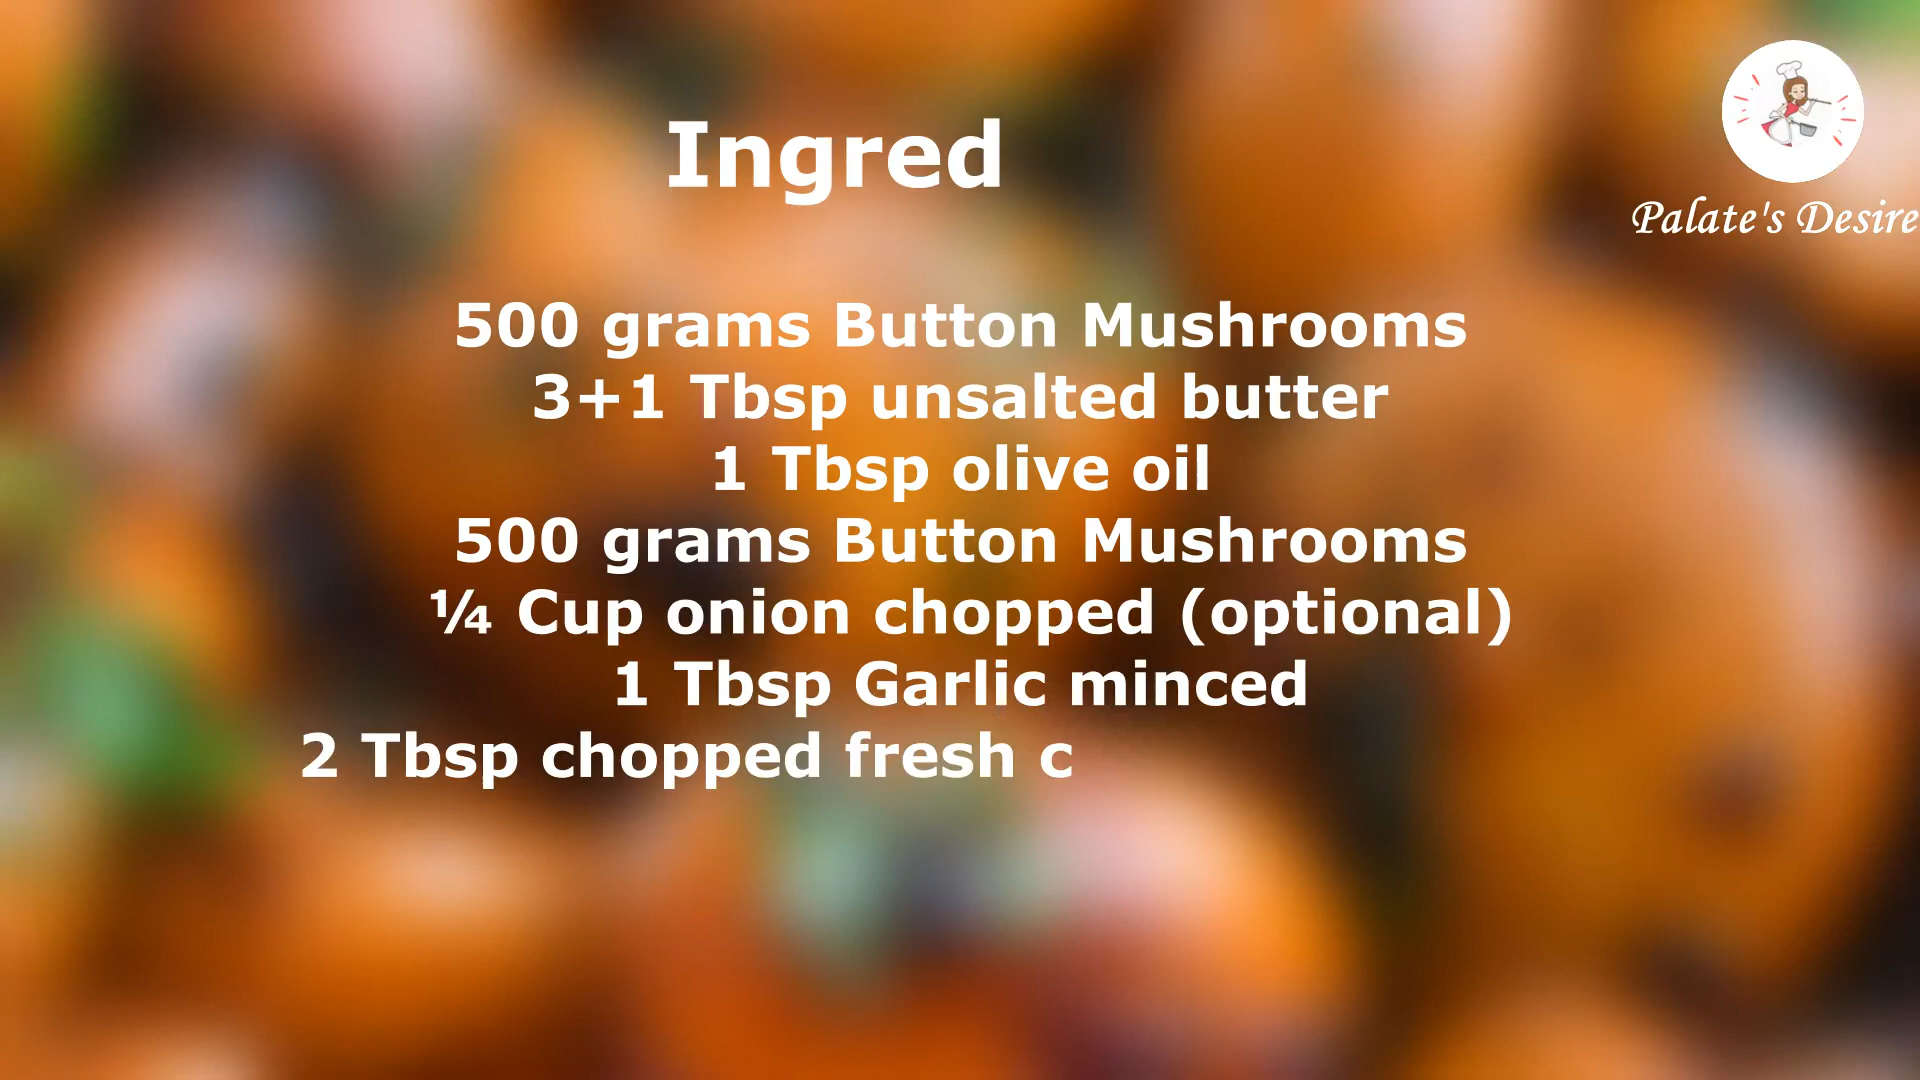 Ingred
Palate's Desire
500 grams Button Mushrooms
3+1 Tbsp unsalted butter
1 Tbsp olive oil
500 grams Button Mushrooms
¼ Cup onion chopped (optional)
1 Tbsp Garlic minced
2 Tbsp chopped fresh c